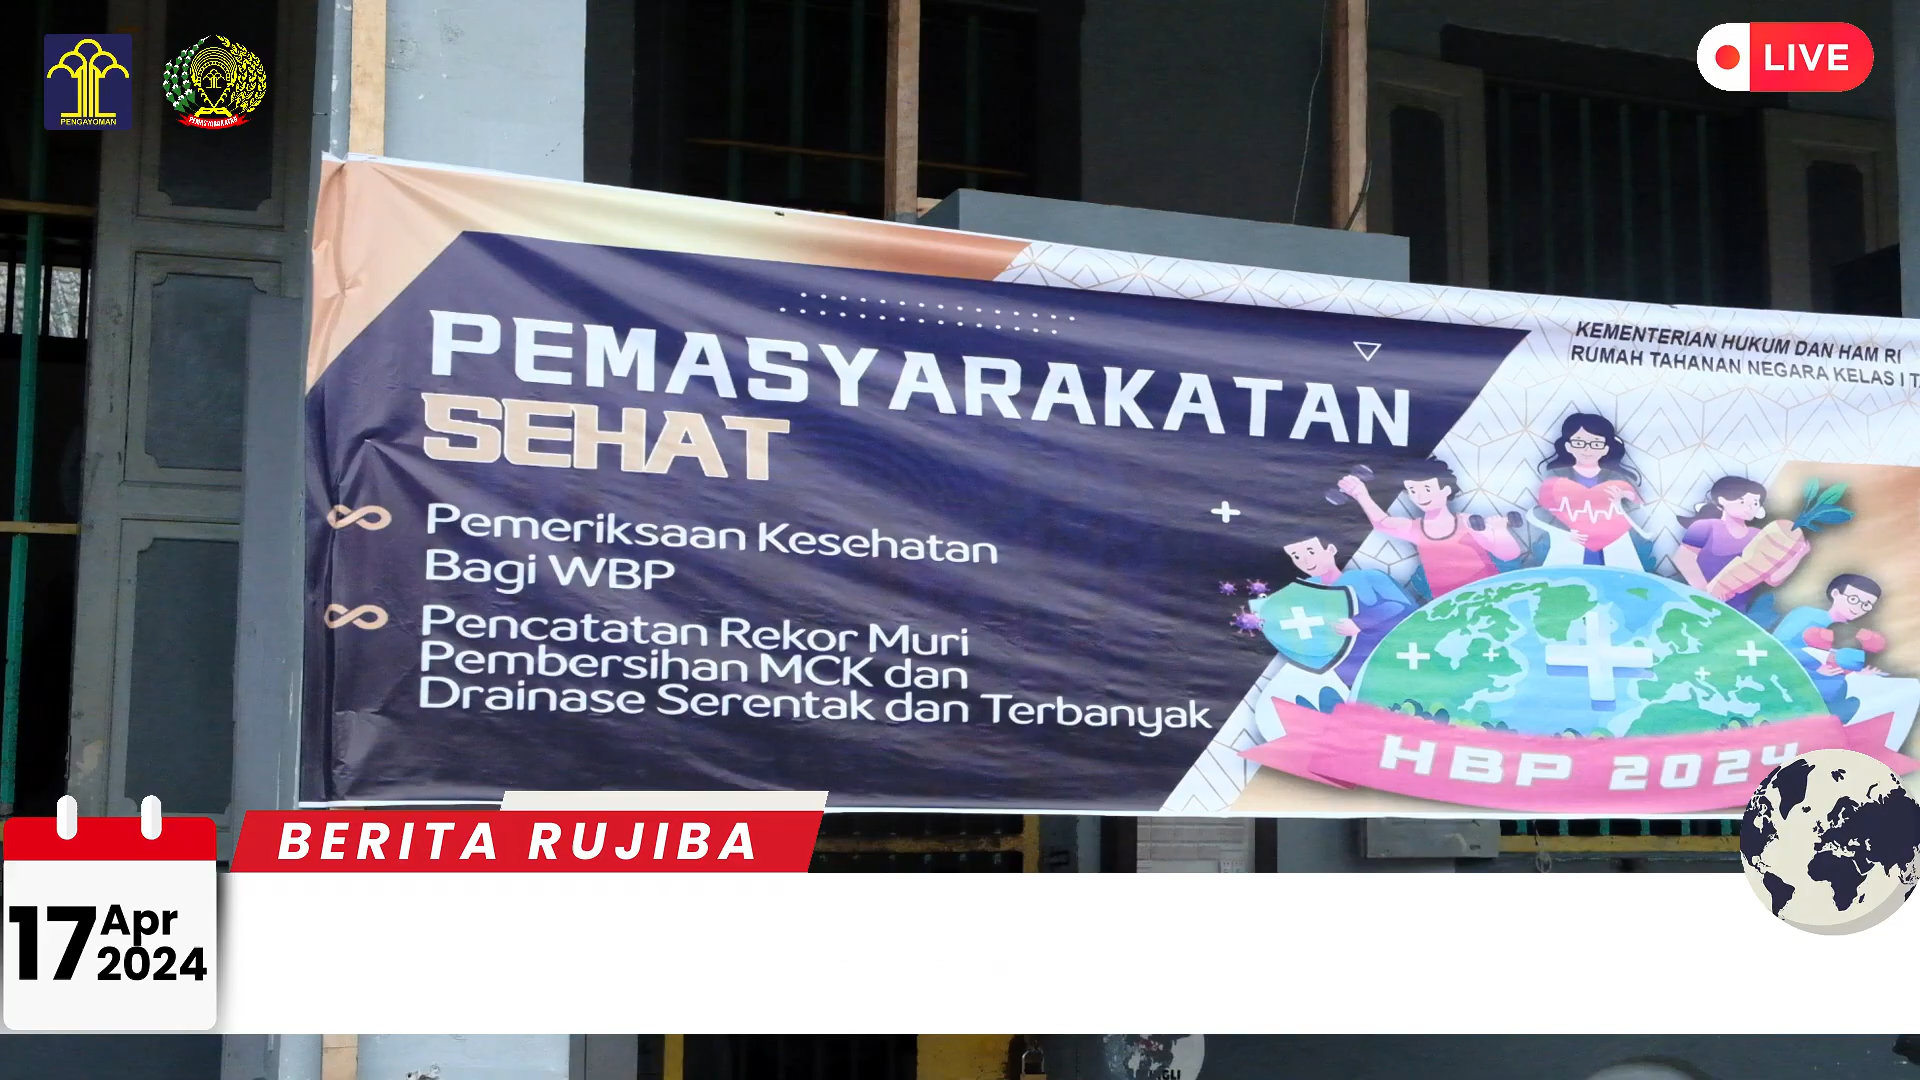 PENGAYOMAN
PEMASYARAKATAN
LIVE
KEMENTERIAN HUKUM DAN HAM RI
RUMAH TAHANAN NEGARA KELAS I
PEMASYARAKATAN
SEHAT
Pemeriksaan Kesehatan
Bagi WBP
Pencatatan Rekor Muri
Pembersihan MCK dan
Drainase Serentak dan Terbanyak
HBP 2024
BERITA RUJIBA
17 Apr
2024